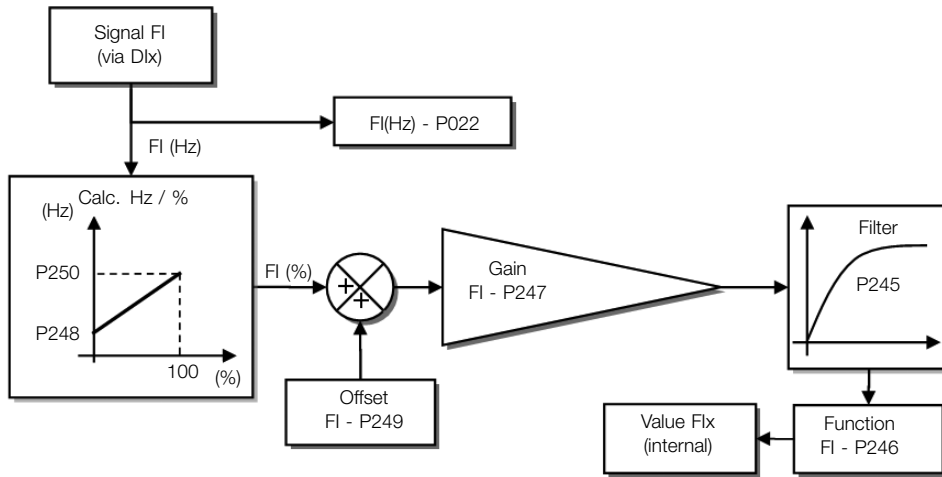 Signal FI
(via DIx)
FI(Hz) - P022
FI (Hz)
Calc. Hz / %
(Hz)
P250
P248
100
(%)
FI (%)
+
+
Offset
FI - P249
Gain
FI - P247
Filter
P245
Function
FI - P246
Value FIx
(internal)